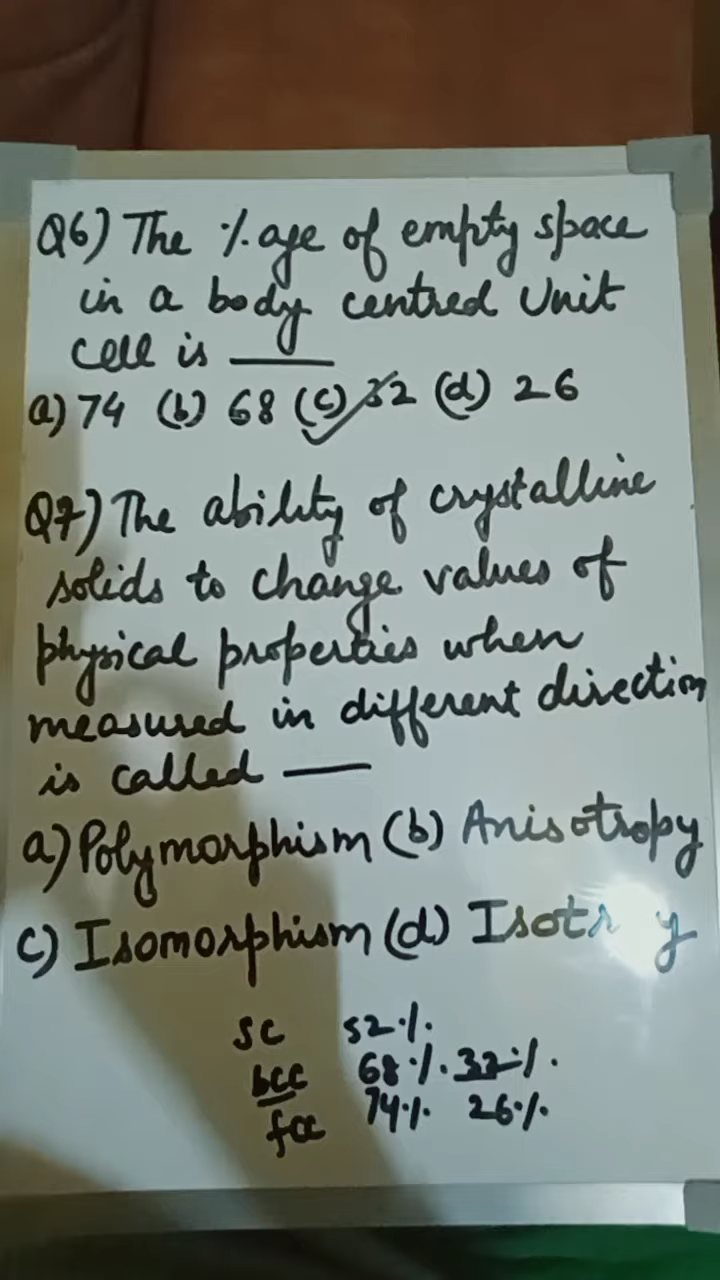 Q6) The %age of empty space
in a body centred Unit
cell is ____
a) 74 (b) 68 (c) 32 (d) 26
Q7) The ability of crystalline
solids to change values of
physical properties when
measured in different direction
is called ____
a) Polymorphism (b) Anisotropy
c) Isomorphism (d)
sc 52%.
bcc 68%. 32%.
fcc 74%. 26%.